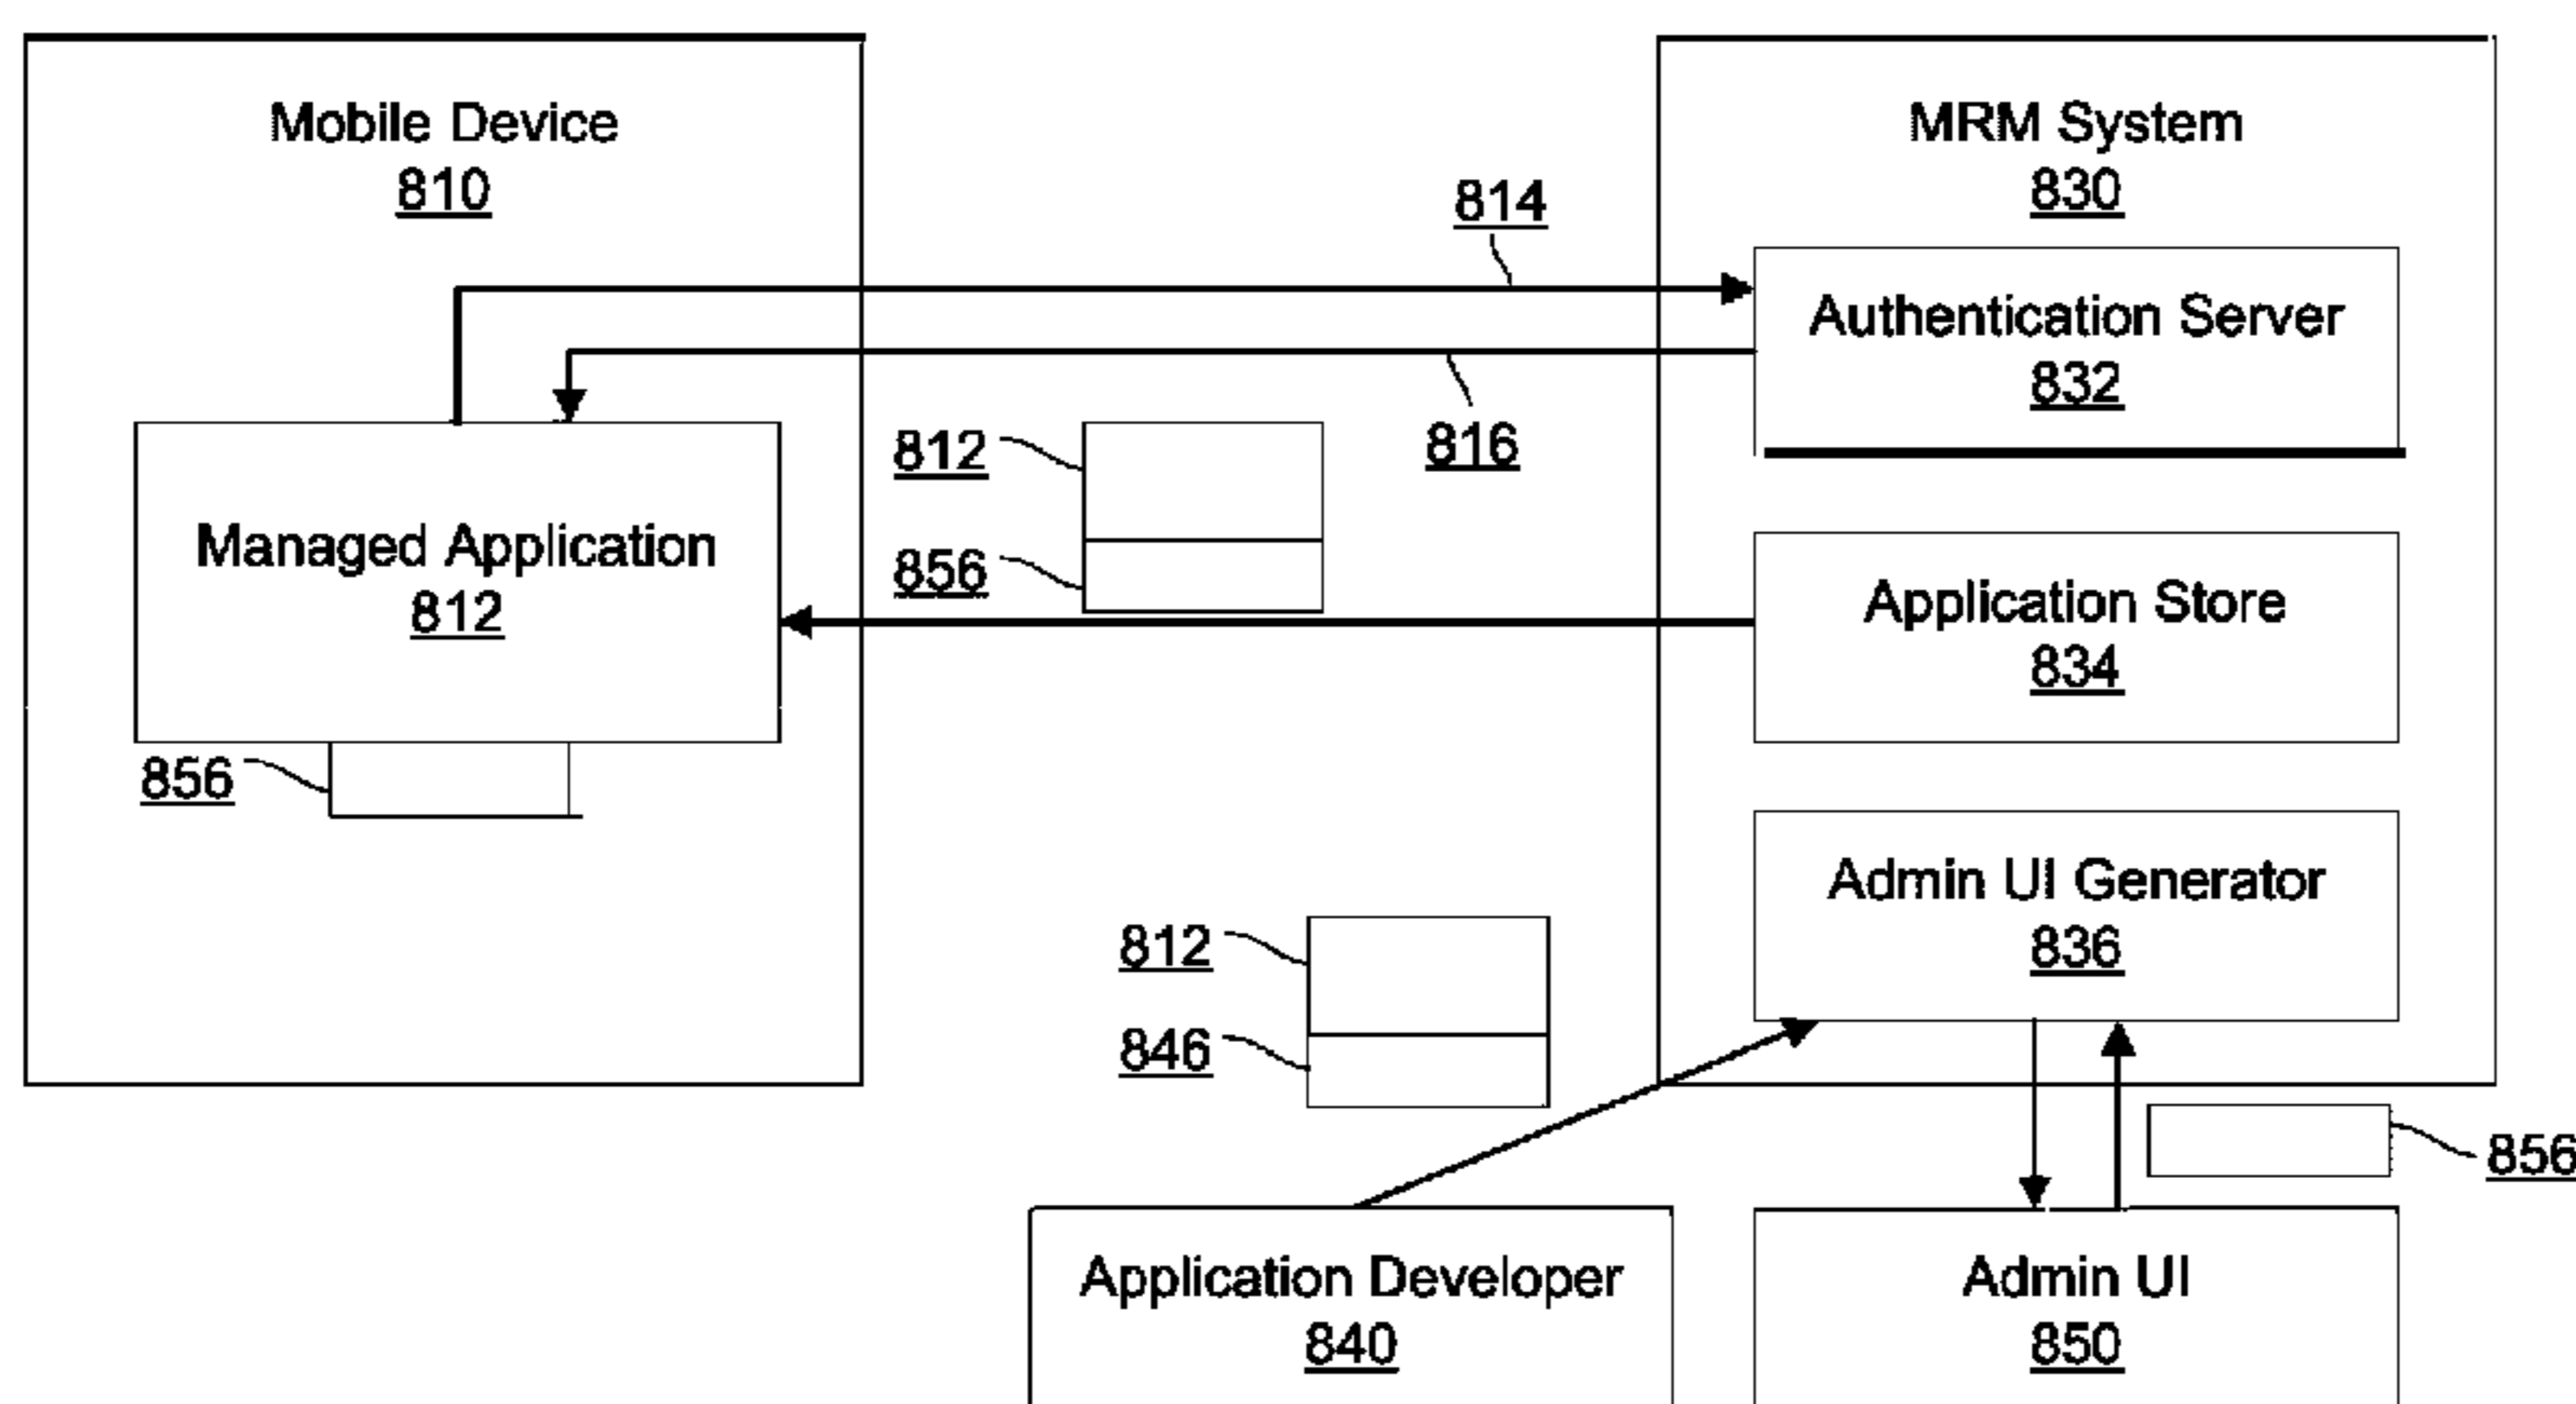 Mobile Device
810
MRM System
830
814
Authentication Server
832
816
812
856
Managed Application
812
Application Store
834
856
Admin UI Generator
836
812
846
856
Application Developer
840
Admin UI
850